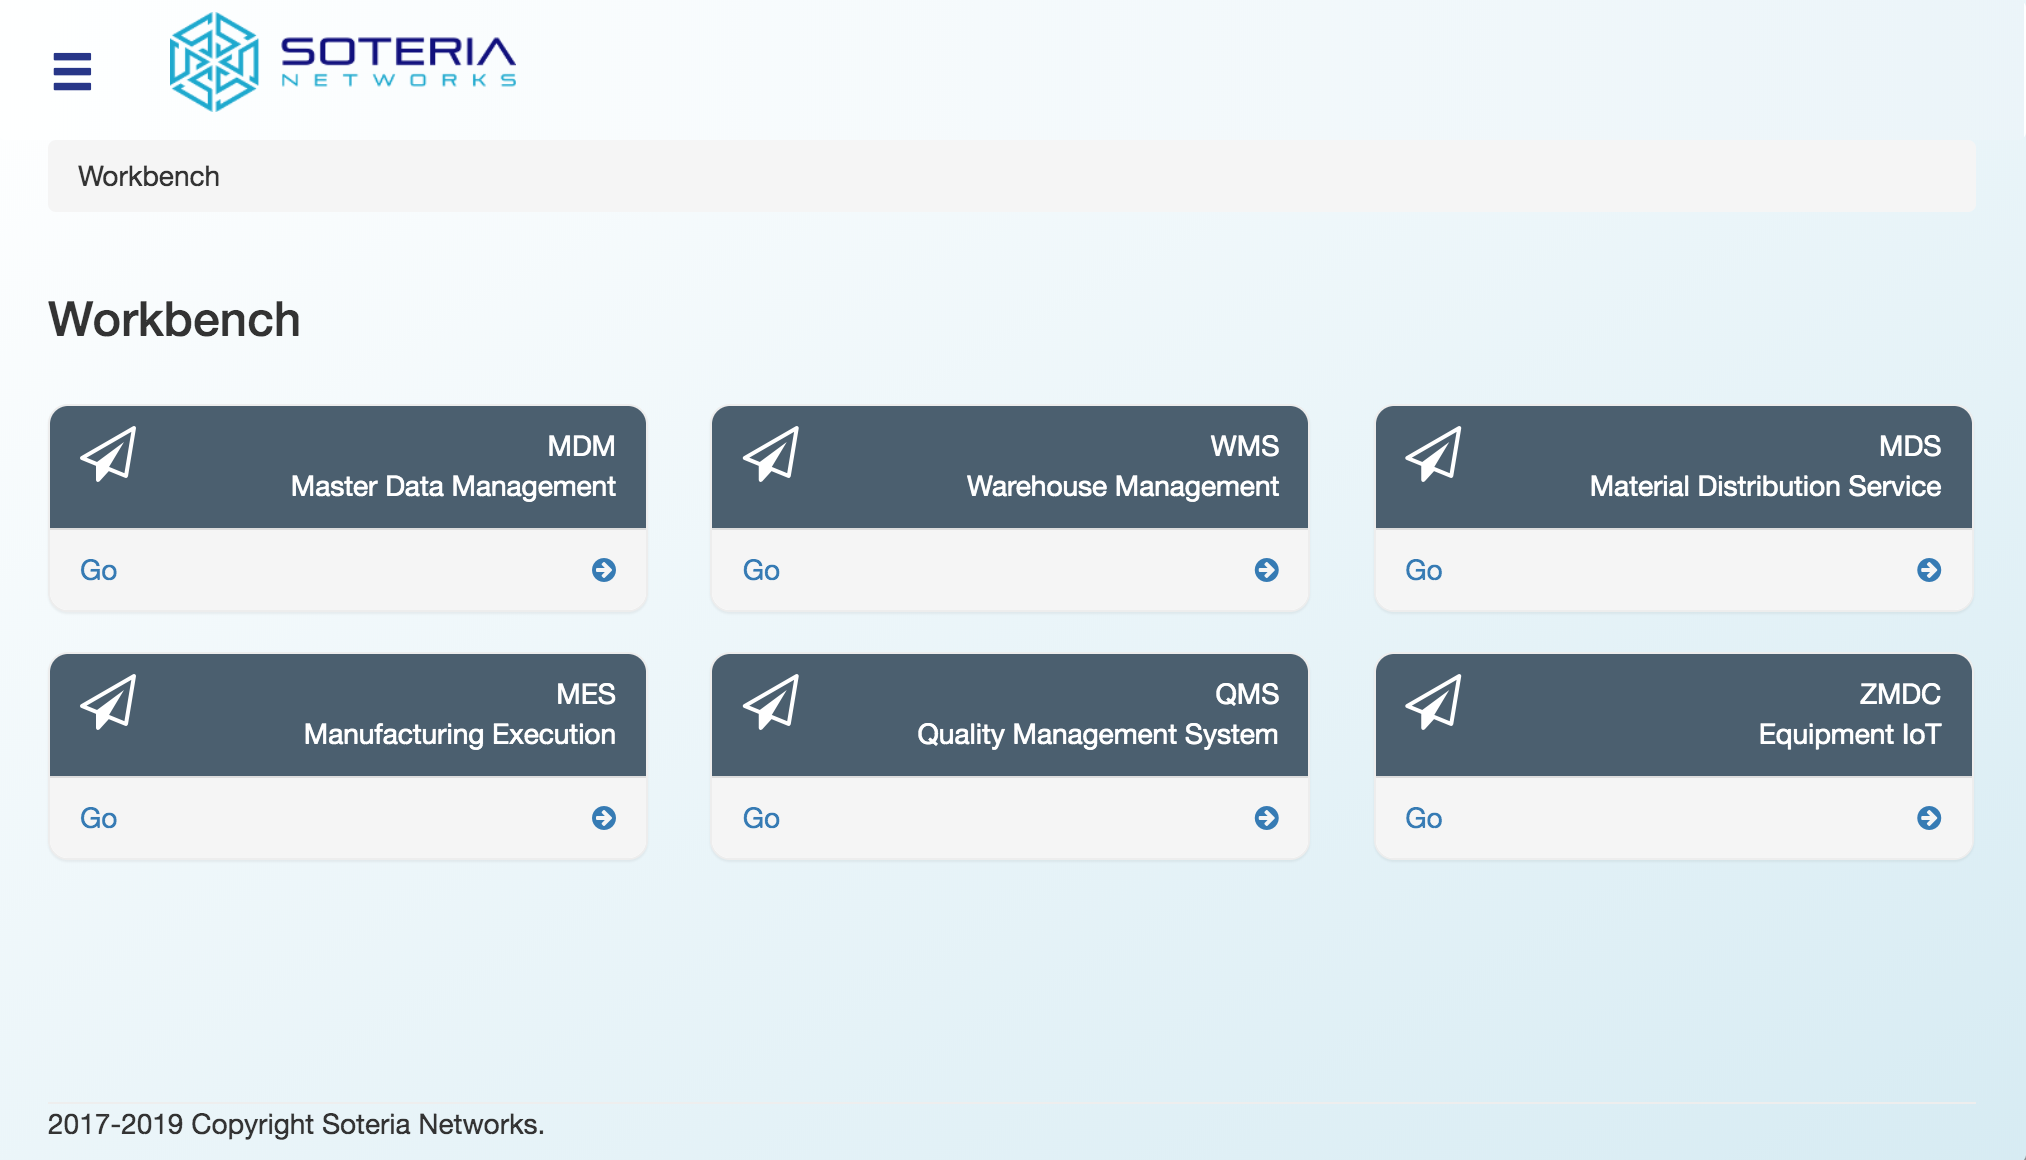 SOTERIA
NETWORKS
Workbench
Workbench
MDM
Master Data Management
Go
WMS
Warehouse Management
Go
MDS
Material Distribution Service
Go
MES
Manufacturing Execution
Go
QMS
Quality Management System
Go
ZMDC
Equipment IoT
Go
2017-2019 Copyright Soteria Networks.